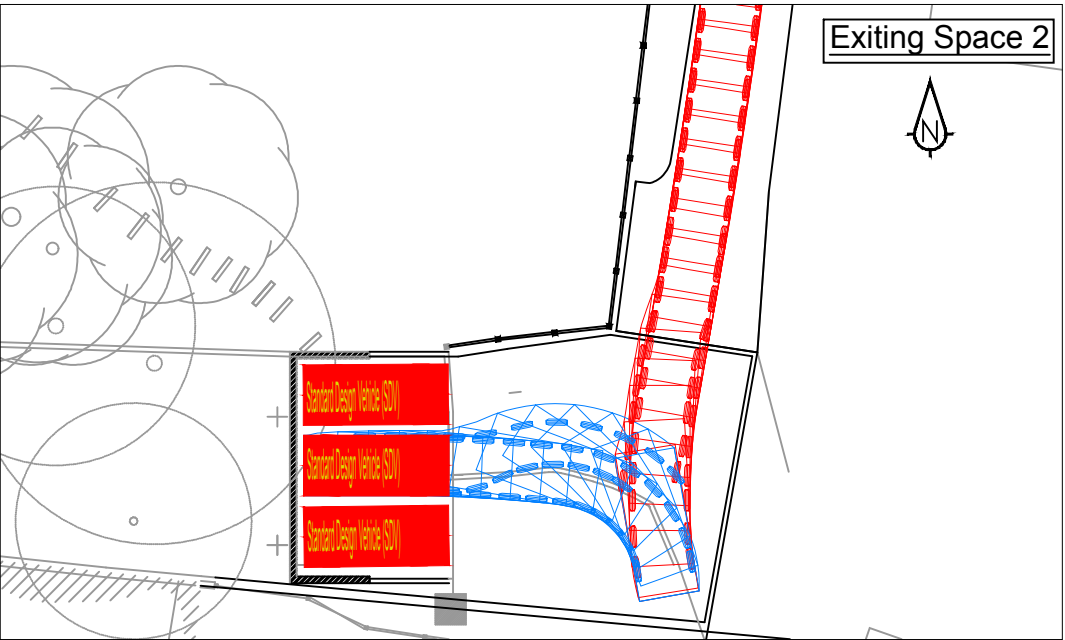 Exiting Space 2
N
Standard Design Vehicle (SDV)
Standard Design Vehicle (SDV)
Standard Design Vehicle (SDV)